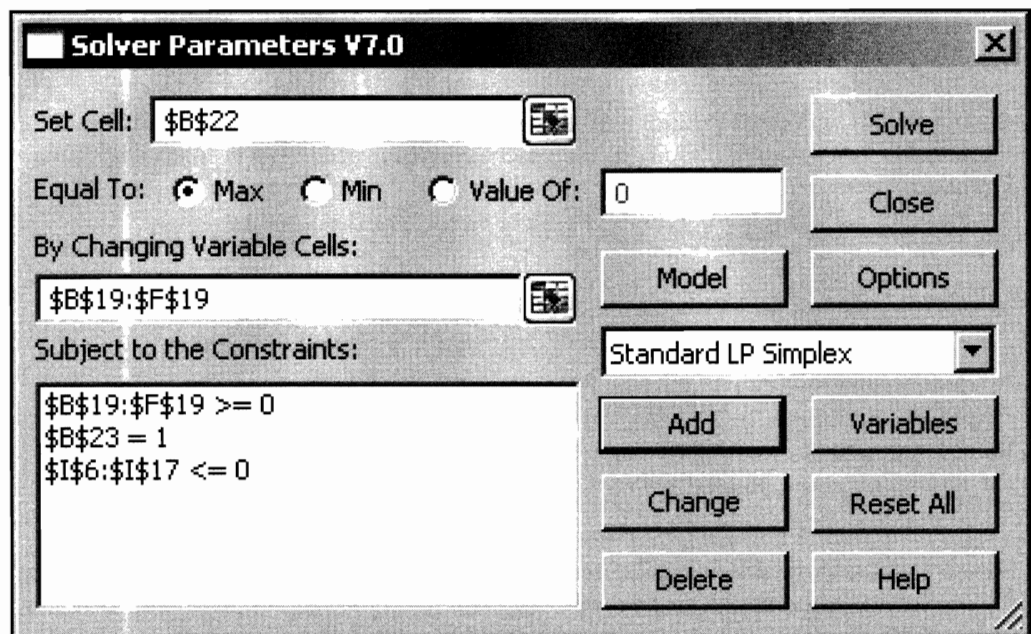 Solver Parameters V7.0
Set Cell: $B$22
Solve
Equal To: Max Min Value Of: 0
Close
By Changing Variable Cells:
$B$19:$F$19
Model
Options
Subject to the Constraints:
Standard LP Simplex
$B$19:$F$19 >= 0
$B$23 = 1
$I$6:$I$17 <= 0
Add
Variables
Change
Reset All
Delete
Help